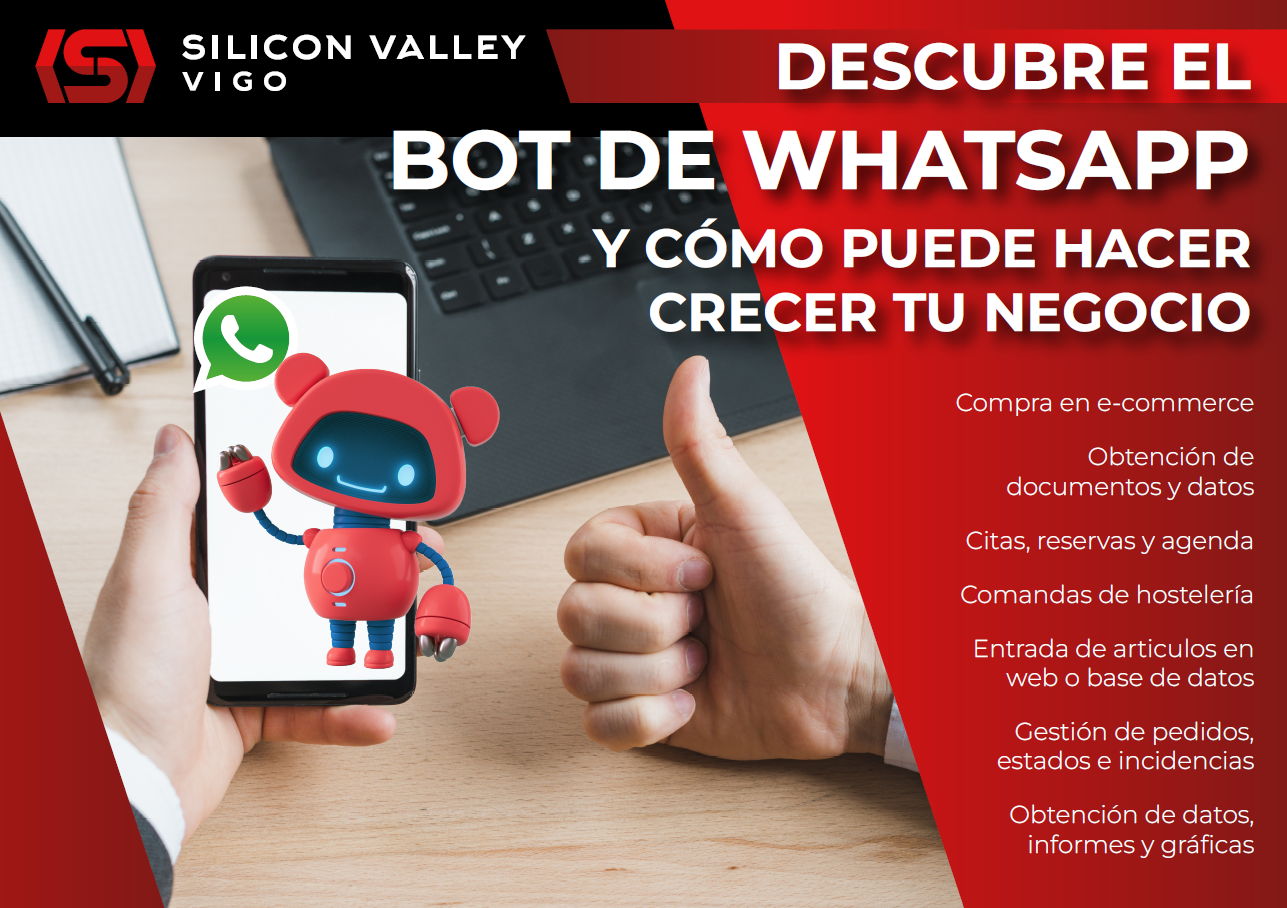 SILICON VALLEY
VIGO
DESCUBRE EL
BOT DE WHATSAPP
Y CÓMO PUEDE HACER
CRECER TU NEGOCIO
Compra en e-commerce
Obtención de
documentos y datos
Citas, reservas y agenda
Comandas de hostelería
Entrada de articulos en
web o base de datos
Gestión de pedidos,
estados e incidencias
Obtención de datos,
informes y gráficas